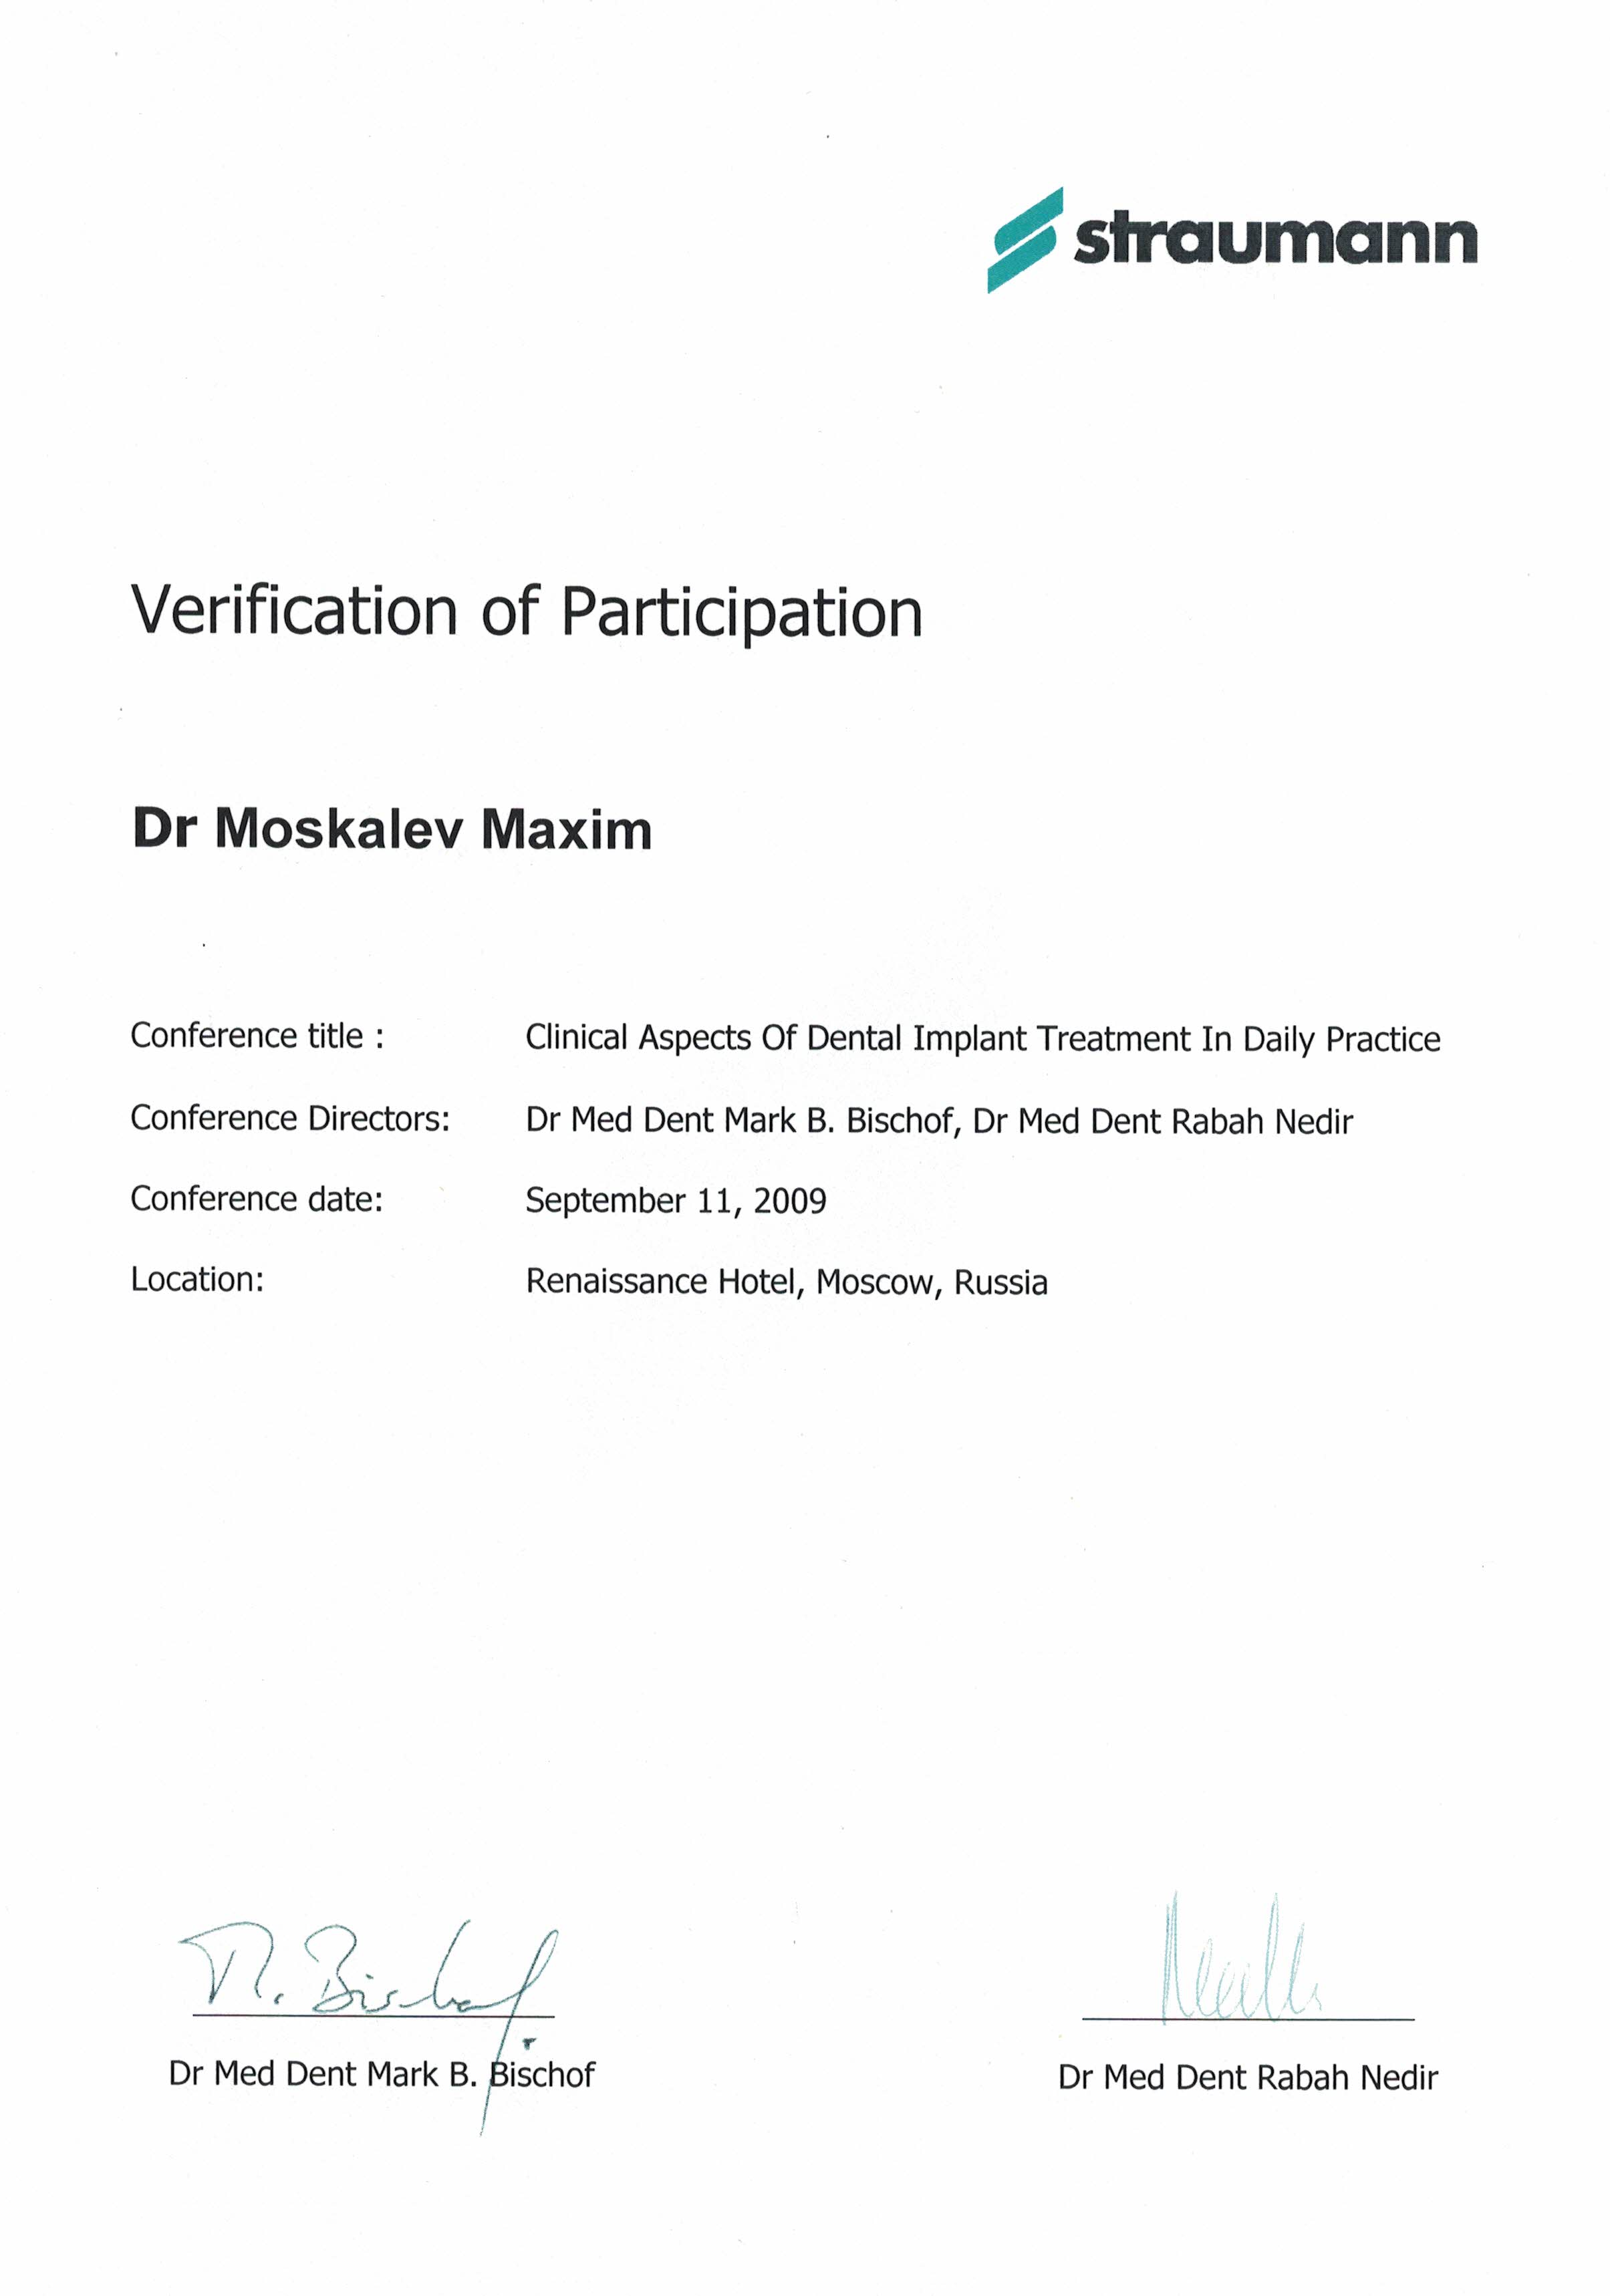 straumann
Verification of Participation
Dr Moskalev Maxim
Conference title : Clinical Aspects Of Dental Implant Treatment In Daily Practice
Conference Directors: Dr Med Dent Mark B. Bischof, Dr Med Dent Rabah Nedir
Conference date: September 11, 2009
Location: Renaissance Hotel, Moscow, Russia
M. Bischof
Dr Med Dent Mark B. Bischof
Dr Med Dent Rabah Nedir